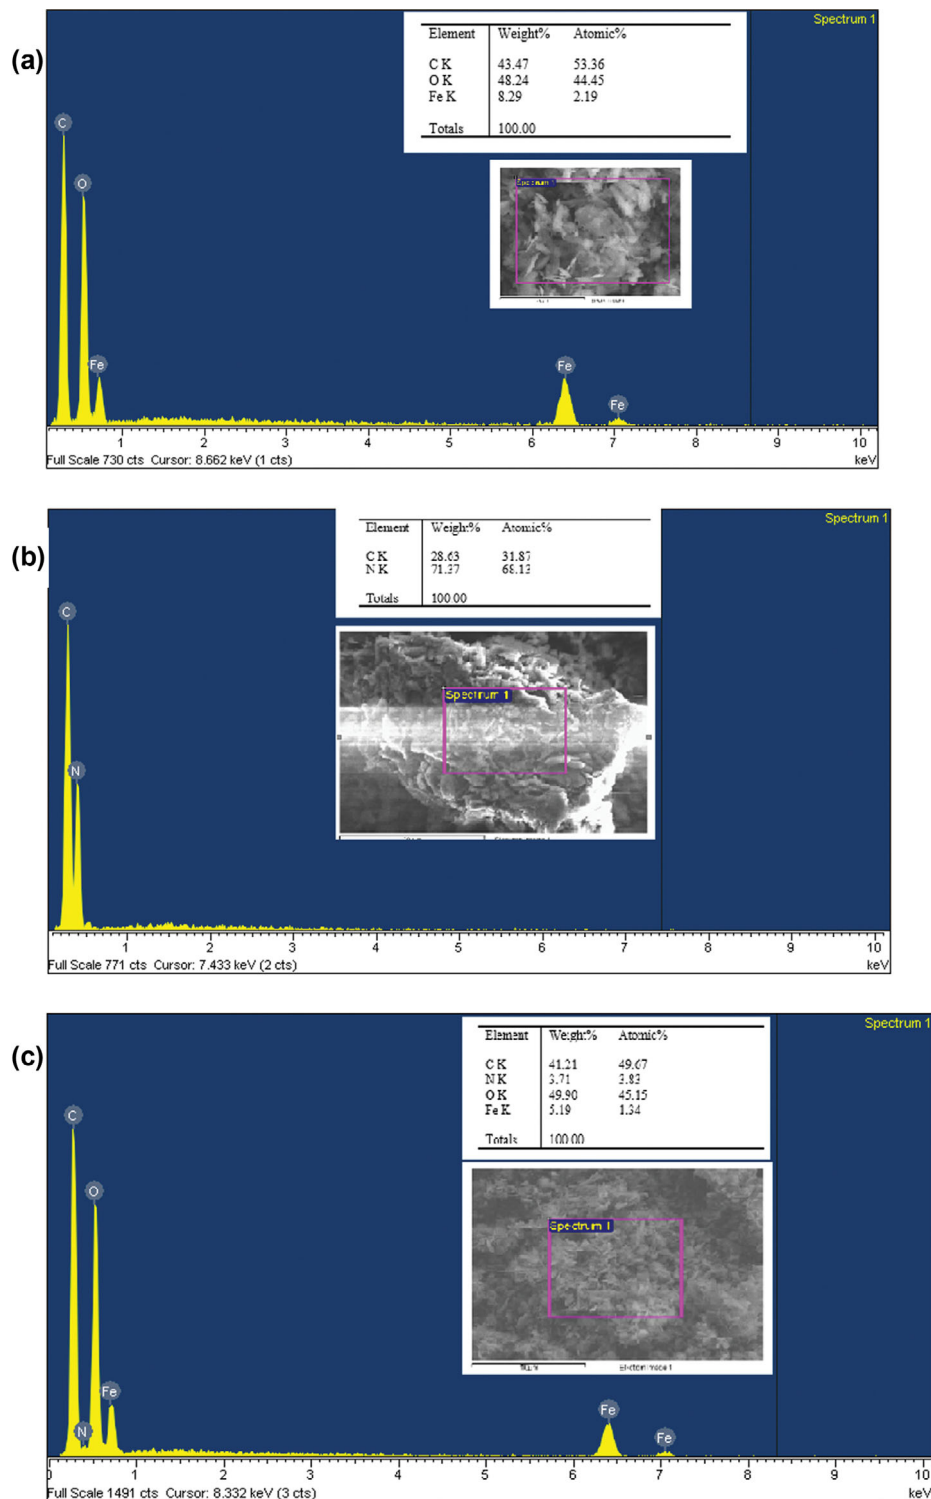 (a)
Spectrum 1
Element Weight% Atomic%
C K 43.47 53.36
O K 48.24 44.45
Fe K 8.29 2.19
Totals 100.00
C
O
Fe
Spectrum 1
Fe
Fe
1 2 3 4 5 6 7 8 9 10
Full Scale 730 cts Cursor: 8.662 keV (1 cts) keV
(b)
Spectrum 1
Element Weight% Atomic%
C K 28.63 31.87
N K 71.37 68.13
Totals 100.00
C
N
Spectrum 1
1 2 3 4 5 6 7 8 9 10
Full Scale 771 cts Cursor: 7.433 keV (2 cts) keV
(c)
Spectrum 1
Element Weight% Atomic%
C K 41.21 49.67
N K 3.71 3.83
O K 49.90 45.15
Fe K 5.19 1.34
Totals 100.00
C
O
Spectrum 1
Electron Image 1
Fe
N
Fe
Fe
0 1 2 3 4 5 6 7 8 9 10
Full Scale 1491 cts Cursor: 8.332 keV (3 cts) keV